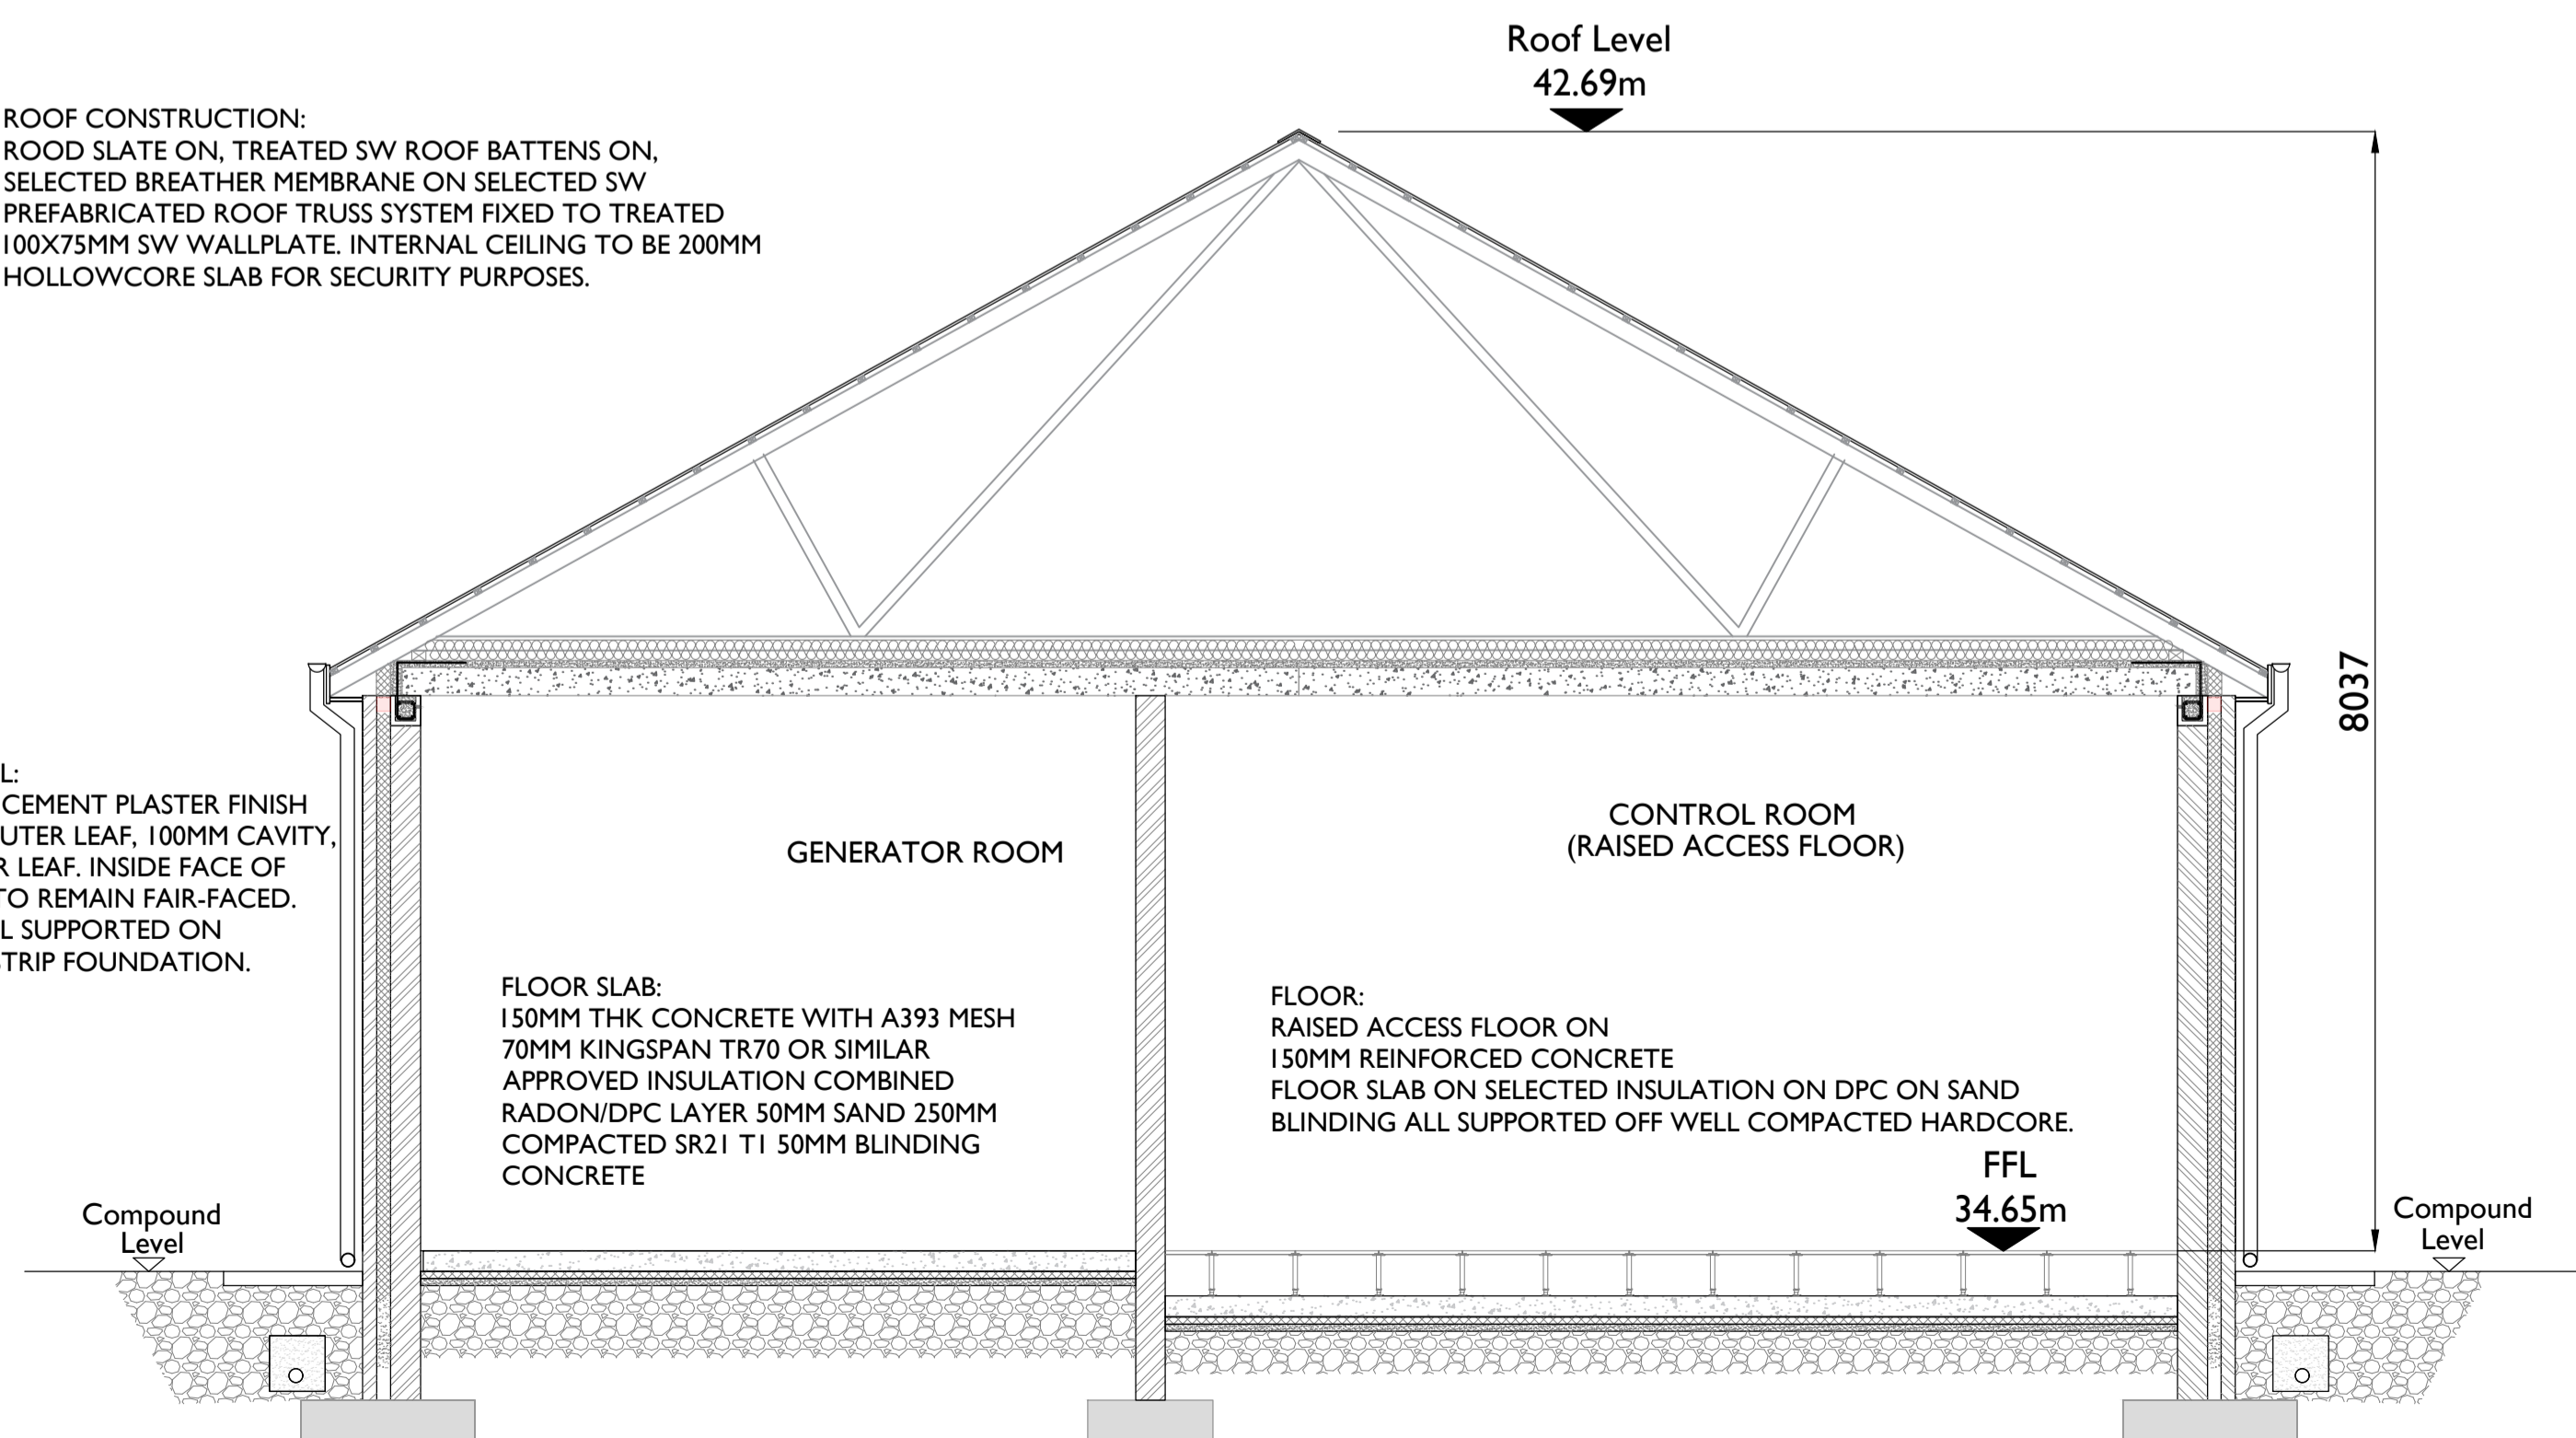 Roof Level
42.69m
ROOF CONSTRUCTION:
ROOD SLATE ON, TREATED SW ROOF BATTENS ON,
SELECTED BREATHER MEMBRANE ON SELECTED SW
PREFABRICATED ROOF TRUSS SYSTEM FIXED TO TREATED
100X75MM SW WALLPLATE. INTERNAL CEILING TO BE 200MM
HOLLOWCORE SLAB FOR SECURITY PURPOSES.
8037
L:
CEMENT PLASTER FINISH
UTER LEAF, 100MM CAVITY,
R LEAF. INSIDE FACE OF
TO REMAIN FAIR-FACED.
L SUPPORTED ON
STRIP FOUNDATION.
GENERATOR ROOM
CONTROL ROOM
(RAISED ACCESS FLOOR)
FLOOR SLAB:
150MM THK CONCRETE WITH A393 MESH
70MM KINGSPAN TR70 OR SIMILAR
APPROVED INSULATION COMBINED
RADON/DPC LAYER 50MM SAND 250MM
COMPACTED SR21 T1 50MM BLINDING
CONCRETE
FLOOR:
RAISED ACCESS FLOOR ON
150MM REINFORCED CONCRETE
FLOOR SLAB ON SELECTED INSULATION ON DPC ON SAND
BLINDING ALL SUPPORTED OFF WELL COMPACTED HARDCORE.
FFL
34.65m
Compound
Level
Compound
Level